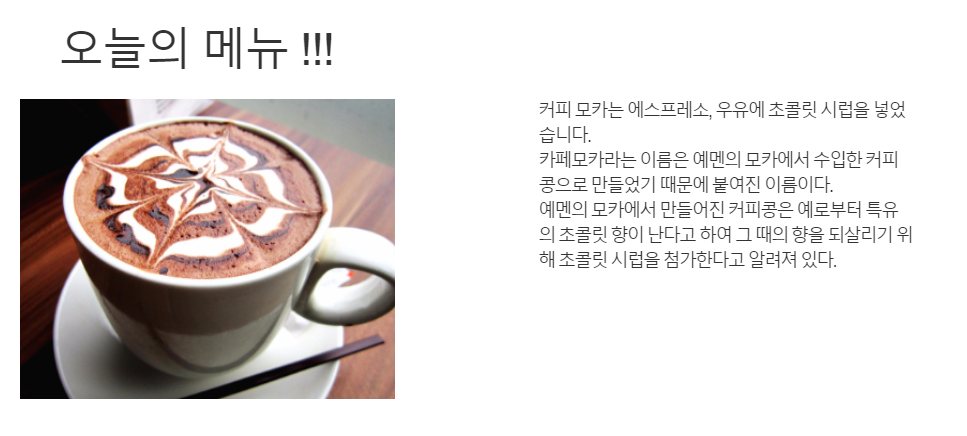 오늘의 메뉴 !!!
커피 모카는 에스프레소, 우유에 초콜릿 시럽을 넣었
습니다.
카페모카라는 이름은 예멘의 모카에서 수입한 커피
콩으로 만들었기 때문에 붙여진 이름이다.
예멘의 모카에서 만들어진 커피콩은 예로부터 특유
의 초콜릿 향이 난다고 하여 그 때의 향을 되살리기 위
해 초콜릿 시럽을 첨가한다고 알려져 있다.